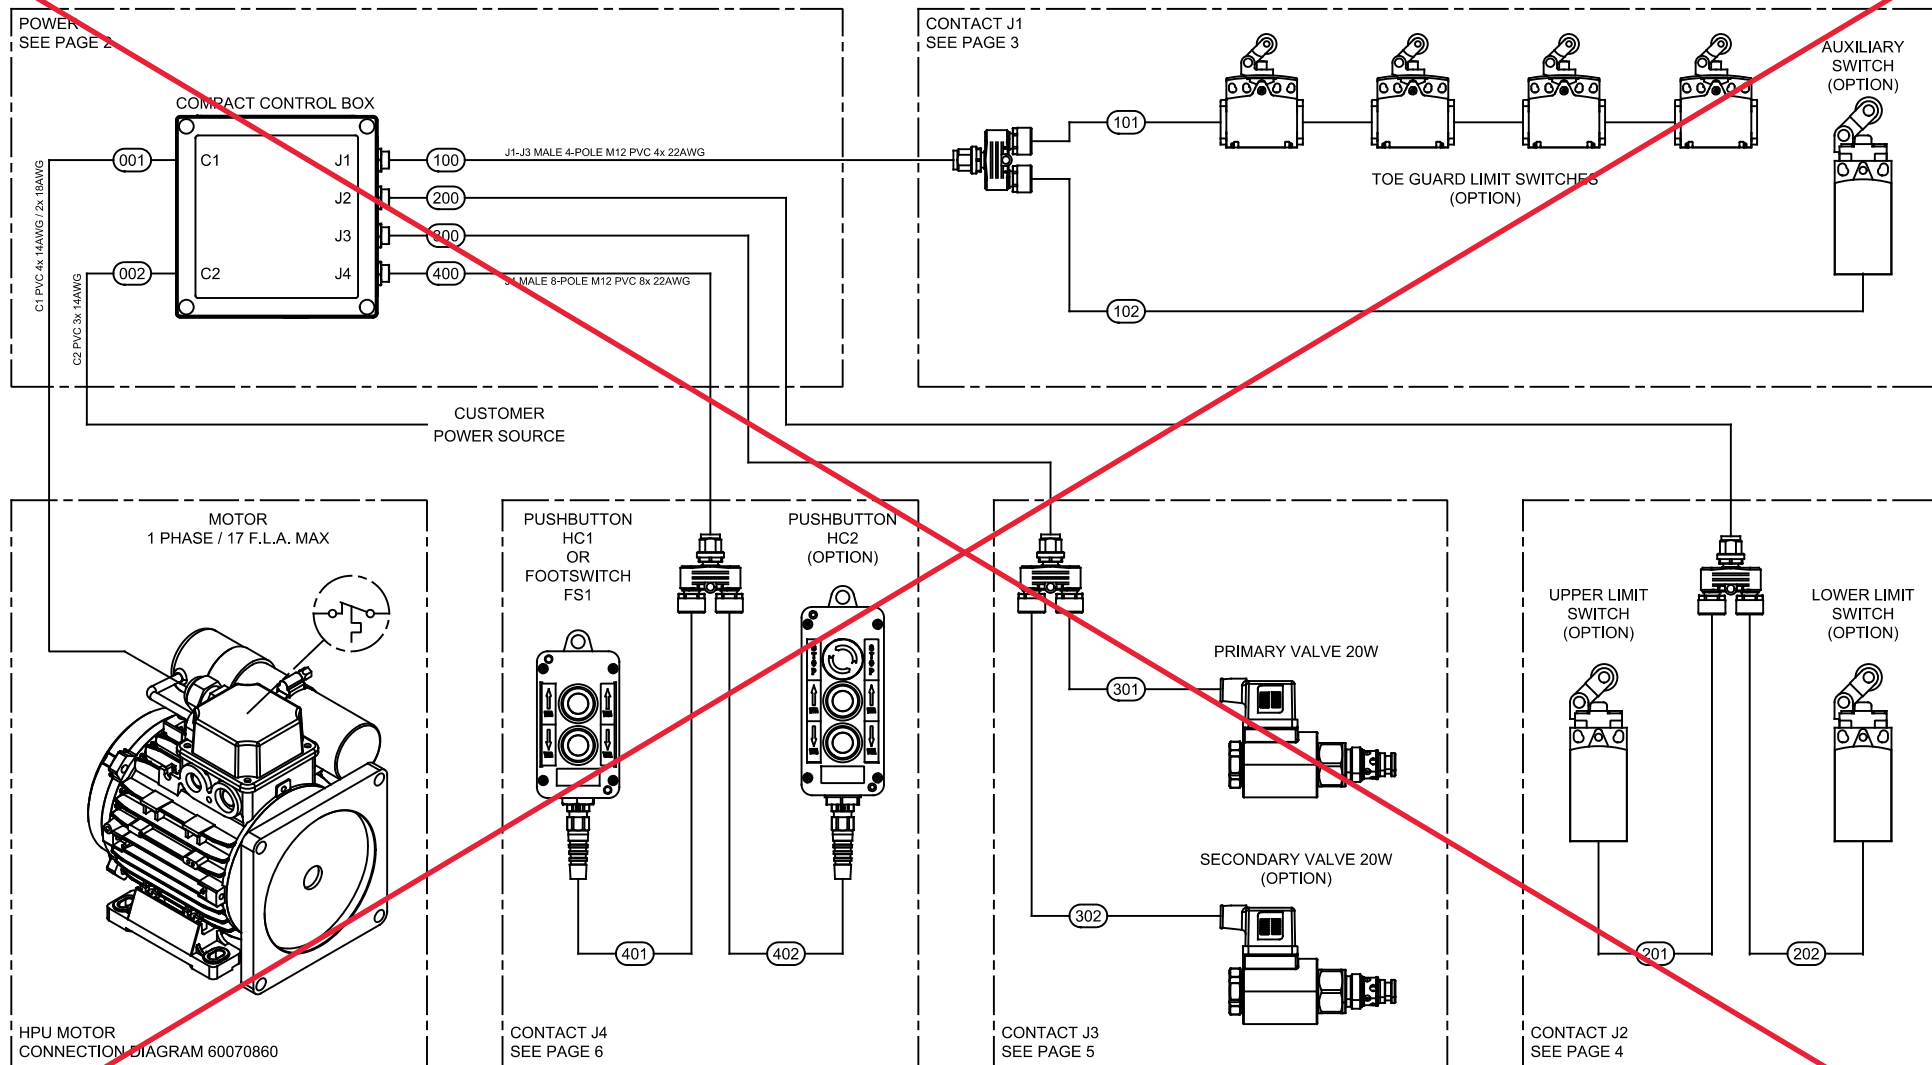 POWER
SEE PAGE 2
COMPACT CONTROL BOX
001
C1
J1
100
J1-J3 MALE 4-POLE M12 PVC 4x 22AWG
J2
200
J3
300
002
C2
J4
400
J4 MALE 8-POLE M12 PVC 8x 22AWG
C1 PVC 4x 14AWG / 2x 18AWG
C2 PVC 3x 14AWG
CUSTOMER
POWER SOURCE
CONTACT J1
SEE PAGE 3
101
102
TOE GUARD LIMIT SWITCHES
(OPTION)
AUXILIARY
SWITCH
(OPTION)
MOTOR
1 PHASE / 17 F.L.A. MAX
HPU MOTOR
CONNECTION DIAGRAM 60070860
PUSHBUTTON
HC1
OR
FOOTSWITCH
FS1
PUSHBUTTON
HC2
(OPTION)
STOP
STOP
401
402
CONTACT J4
SEE PAGE 6
PRIMARY VALVE 20W
301
SECONDARY VALVE 20W
(OPTION)
302
CONTACT J3
SEE PAGE 5
UPPER LIMIT
SWITCH
(OPTION)
LOWER LIMIT
SWITCH
(OPTION)
201
202
CONTACT J2
SEE PAGE 4